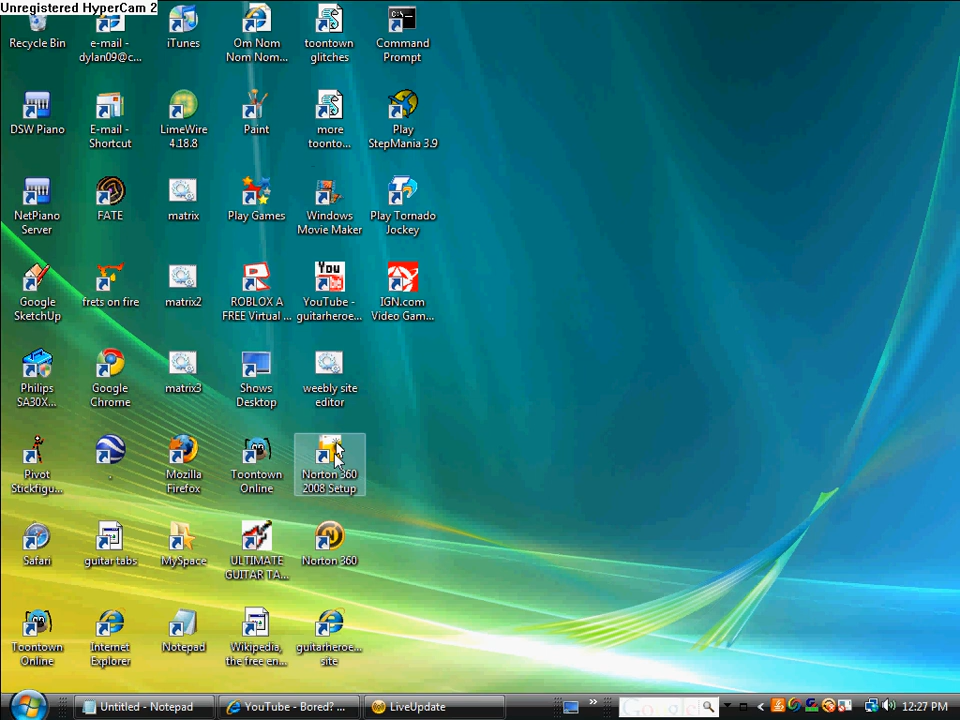 Unregistered HyperCam 2
Recycle Bin
e-mail -
dylan09@c...
iTunes
Om Nom
Nom Nom...
toontown
glitches
Command
Prompt
DSW Piano
E-mail -
Shortcut
LimeWire
4.18.8
Paint
more
toonto...
Play
StepMania 3.9
NetPiano
Server
FATE
matrix
Play Games
Windows
Movie Maker
Play Tornado
Jockey
Google
SketchUp
frets on fire
matrix2
ROBLOX A
FREE Virtual ...
You
YouTube -
guitarheroe...
IGN.com
Video Gam...
Philips
SA30X...
Google
Chrome
matrix3
Shows
Desktop
weebly site
editor
Pivot
Stickfigu...
.
Mozilla
Firefox
Toontown
Online
Norton 360
2008 Setup
Safari
guitar tabs
MySpace
ULTIMATE
GUITAR TA...
Norton 360
Toontown
Online
Internet
Explorer
Notepad
Wikipedia,
the free en...
guitarheroe...
site
Untitled - Notepad
YouTube - Bored? ...
LiveUpdate
Google
12:27 PM